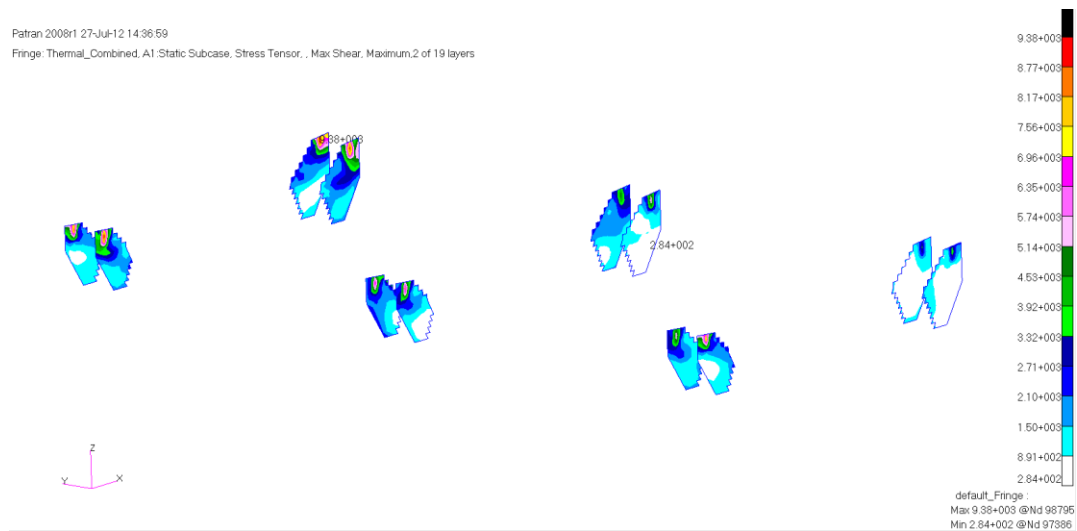 Patran 2008r1 27-Jul-12 14:36:59
Fringe: Thermal_Combined, A1:Static Subcase, Stress Tensor, , Max Shear, Maximum,2 of 19 layers
9.38+003
8.77+003
8.17+003
7.56+003
6.96+003
6.35+003
5.74+003
5.14+003
4.53+003
3.92+003
3.32+003
2.71+003
2.10+003
1.50+003
8.91+002
2.84+002
9.38+003
2.84+002
Z
Y
X
default_Fringe :
Max 9.38+003 @Nd 98795
Min 2.84+002 @Nd 97386